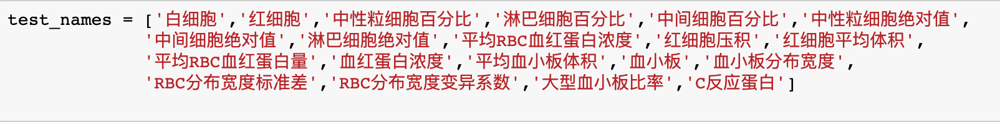 test_names = ['白细胞','红细胞','中性粒细胞百分比','淋巴细胞百分比','中间细胞百分比','中性粒细胞绝对值',
'中间细胞绝对值','淋巴细胞绝对值','平均RBC血红蛋白浓度','红细胞压积','红细胞平均体积',
'平均RBC血红蛋白量','血红蛋白浓度','平均血小板体积','血小板','血小板分布宽度',
'RBC分布宽度标准差','RBC分布宽度变异系数','大型血小板比率','C反应蛋白']